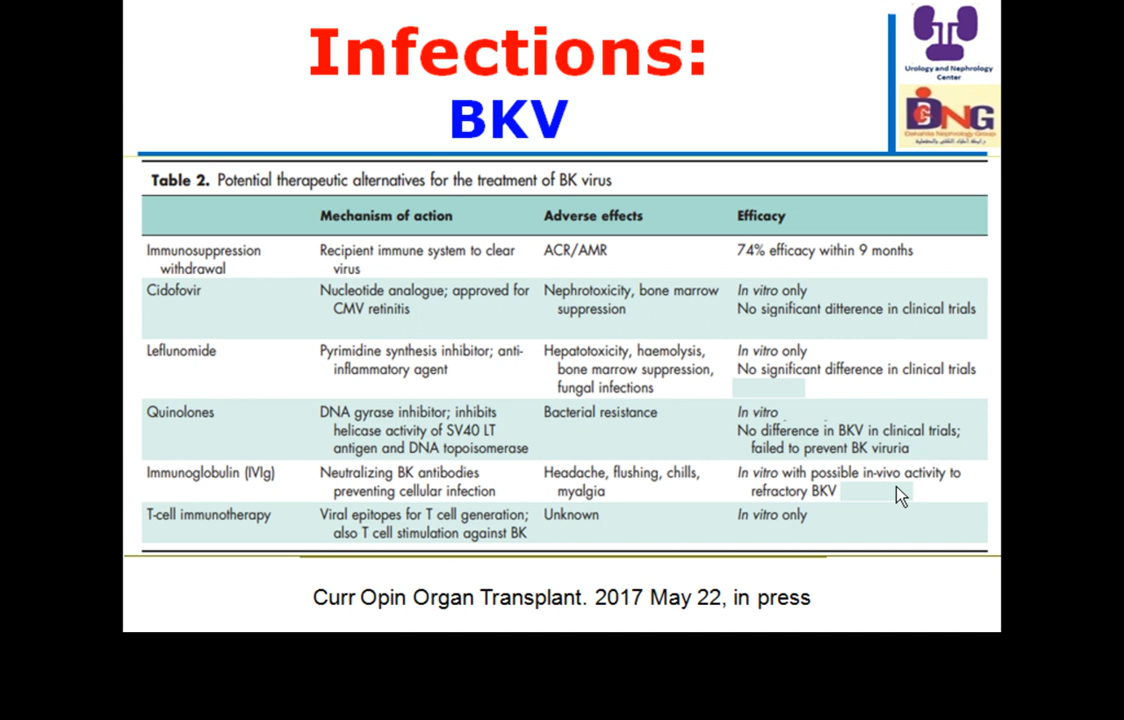 Infections:
BKV
Urology and Nephrology
Center
DNG
Dakahlia Nephrology Group
Table 2. Potential therapeutic alternatives for the treatment of BK virus
Mechanism of action Adverse effects Efficacy
Immunosuppression Recipient immune system to clear ACR/AMR 74% efficacy within 9 months
withdrawal virus
Cidofovir Nucleotide analogue; approved for Nephrotoxicity, bone marrow In vitro only
CMV retinitis suppression No significant difference in clinical trials
Leflunomide Pyrimidine synthesis inhibitor; anti- Hepatotoxicity, haemolysis, In vitro only
inflammatory agent bone marrow suppression, No significant difference in clinical trials
fungal infections
Quinolones DNA gyrase inhibitor; inhibits Bacterial resistance In vitro
helicase activity of SV40 LT No difference in BKV in clinical trials;
antigen and DNA topoisomerase failed to prevent BK viruria
Immunoglobulin (IVIg) Neutralizing BK antibodies Headache, flushing, chills, In vitro with possible in-vivo activity to
preventing cellular infection myalgia refractory BKV
T-cell immunotherapy Viral epitopes for T cell generation; Unknown In vitro only
also T cell stimulation against BK
Curr Opin Organ Transplant. 2017 May 22, in press